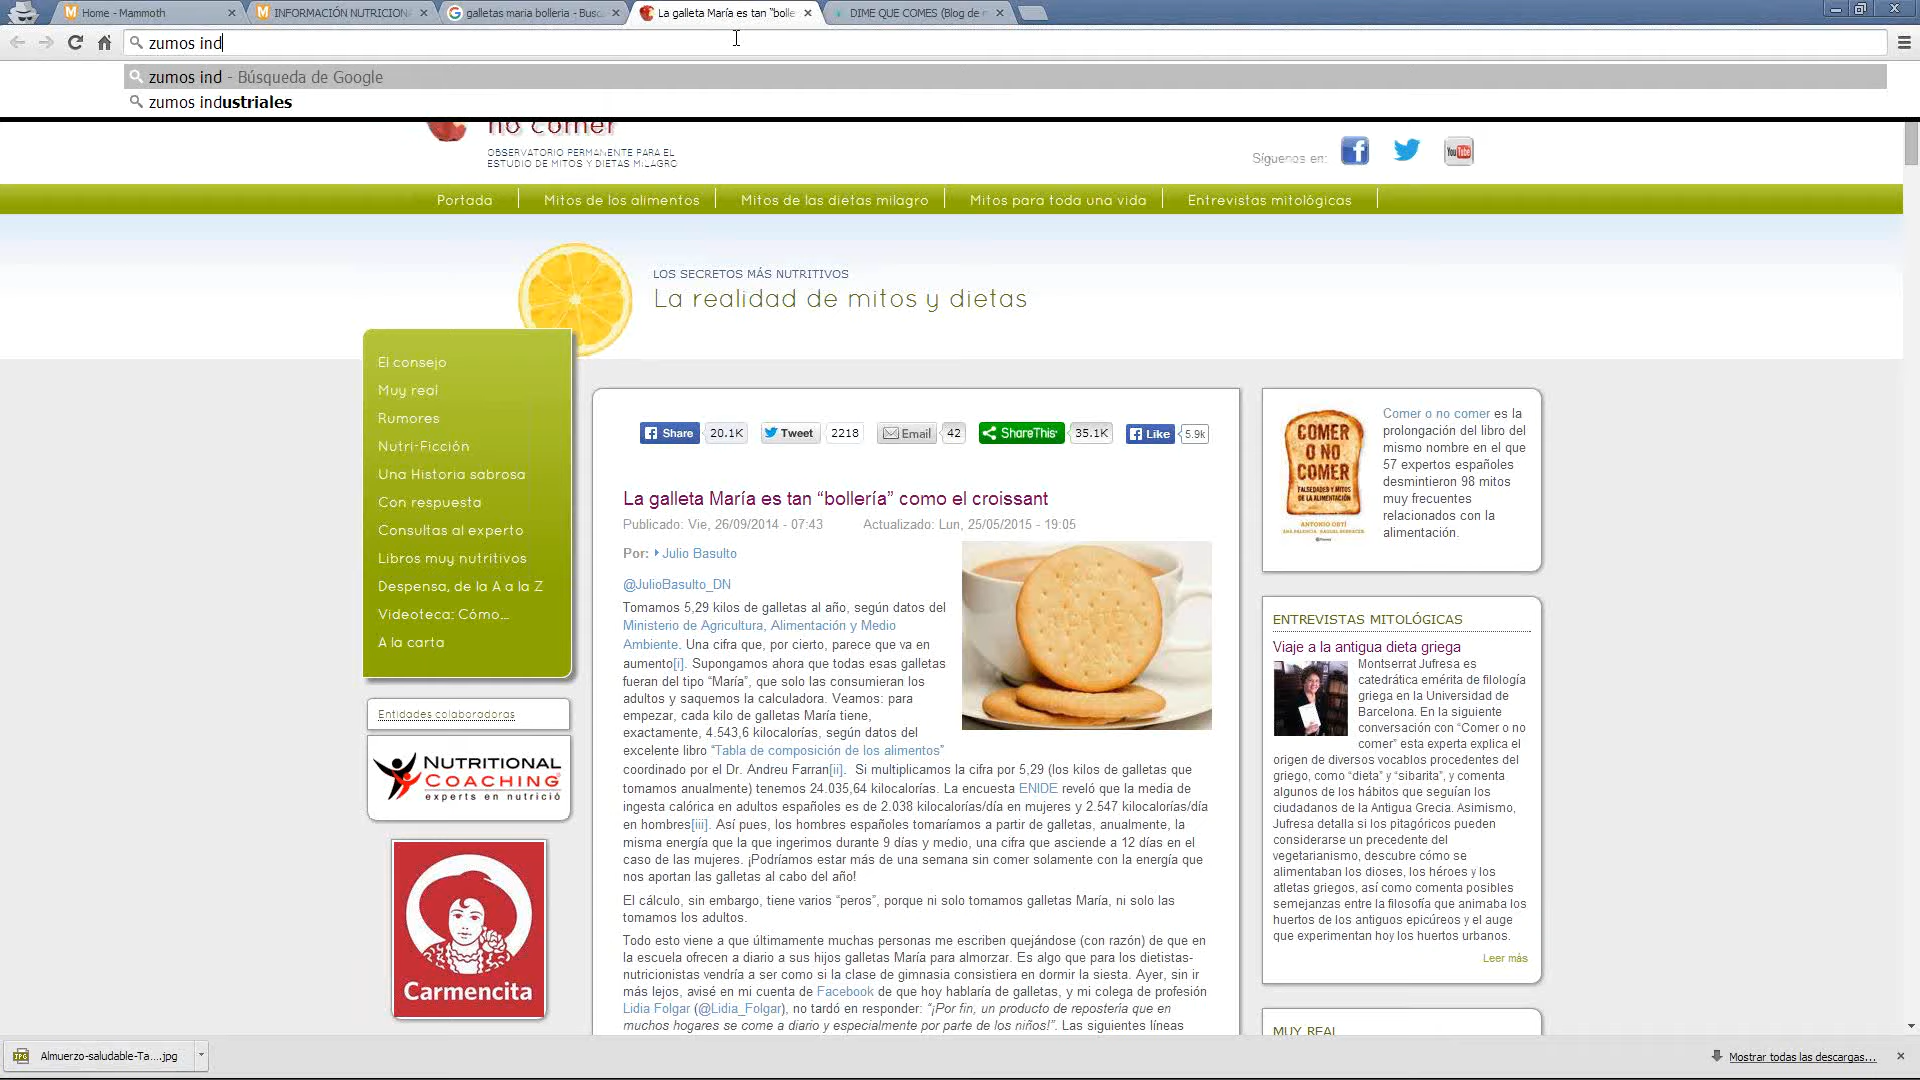 Home - Mammoth
INFORMACIÓN NUTRICION
galletas maria bolleria - Busc
La galleta María es tan "bolle
DIME QUE COMES (Blog de n
zumos ind
zumos ind - Búsqueda de Google
zumos industriales
no comer
OBSERVATORIO PERMANENTE PARA EL
ESTUDIO DE MITOS Y DIETAS MILAGRO
Síguenos en:
You Tube
Portada
Mitos de los alimentos
Mitos de las dietas milagro
Mitos para toda una vida
Entrevistas mitológicas
LOS SECRETOS MÁS NUTRITIVOS
La realidad de mitos y dietas
El consejo
Muy real
Rumores
Nutri-Ficción
Una Historia sabrosa
Con respuesta
Consultas al experto
Libros muy nutritivos
Despensa, de la A a la Z
Videoteca: Cómo...
A la carta
Entidades colaboradoras
NUTRITIONAL
COACHING
experts en nutrició
Carmencita
Share 20.1K
Tweet 2218
Email 42
ShareThis 35.1K
Like 5.9k
La galleta María es tan “bollería” como el croissant
Publicado: Vie, 26/09/2014 - 07:43
Actualizado: Lun, 25/05/2015 - 19:05
Por: Julio Basulto
@JulioBasulto_DN
Tomamos 5,29 kilos de galletas al año, según datos del
Ministerio de Agricultura, Alimentación y Medio
Ambiente. Una cifra que, por cierto, parece que va en
aumento[i]. Supongamos ahora que todas esas galletas
fueran del tipo “María”, que solo las consumieran los
adultos y saquemos la calculadora. Veamos: para
empezar, cada kilo de galletas María tiene,
exactamente, 4.543,6 kilocalorías, según datos del
excelente libro “Tabla de composición de los alimentos”
coordinado por el Dr. Andreu Farran[ii]. Si multiplicamos la cifra por 5,29 (los kilos de galletas que
tomamos anualmente) tenemos 24.035,64 kilocalorías. La encuesta ENIDE reveló que la media de
ingesta calórica en adultos españoles es de 2.038 kilocalorías/día en mujeres y 2.547 kilocalorías/día
en hombres[iii]. Así pues, los hombres españoles tomaríamos a partir de galletas, anualmente, la
misma energía que la que ingerimos durante 9 días y medio, una cifra que asciende a 12 días en el
caso de las mujeres. ¡Podríamos estar más de una semana sin comer solamente con la energía que
nos aportan las galletas al cabo del año!
El cálculo, sin embargo, tiene varios “peros”, porque ni solo tomamos galletas María, ni solo las
tomamos los adultos.
Todo esto viene a que últimamente muchas personas me escriben quejándose (con razón) de que en
la escuela ofrecen a diario a sus hijos galletas María para almorzar. Es algo que para los dietistas-
nutricionistas vendría a ser como si la clase de gimnasia consistiera en dormir la siesta. Ayer, sin ir
más lejos, avisé en mi cuenta de Facebook de que hoy hablaría de galletas, y mi colega de profesión
Lidia Folgar (@Lidia_Folgar), no tardó en responder: “¡Por fin, un producto de repostería que en
muchos hogares se come a diario y especialmente por parte de los niños!”. Las siguientes líneas
COMER
O NO
COMER
FALSEDADES Y MITOS
DE LA ALIMENTACIÓN
ANTONIO ORTÍ
Comer o no comer es la
prolongación del libro del
mismo nombre en el que
57 expertos españoles
desmintieron 98 mitos
muy frecuentes
relacionados con la
alimentación.
ENTREVISTAS MITOLÓGICAS
Viaje a la antigua dieta griega
Montserrat Jufresa es
catedrática emérita de filología
griega en la Universidad de
Barcelona. En la siguiente
conversación con “Comer o no
comer” esta experta explica el
origen de diversos vocablos procedentes del
griego, como “dieta” y “sibarita”, y comenta
algunos de los hábitos que seguían los
ciudadanos de la Antigua Grecia. Asimismo,
Jufresa detalla si los pitagóricos pueden
considerarse un precedente del
vegetarianismo, descubre cómo se
alimentaban los dioses, los héroes y los
atletas griegos, así como comenta posibles
semejanzas entre la filosofía que animaba los
huertos de los antiguos epicúreos y el auge
que experimentan hoy los huertos urbanos.
Leer más
MUY REAL
Almuerzo-saludable-Ta....jpg
Mostrar todas las descargas...